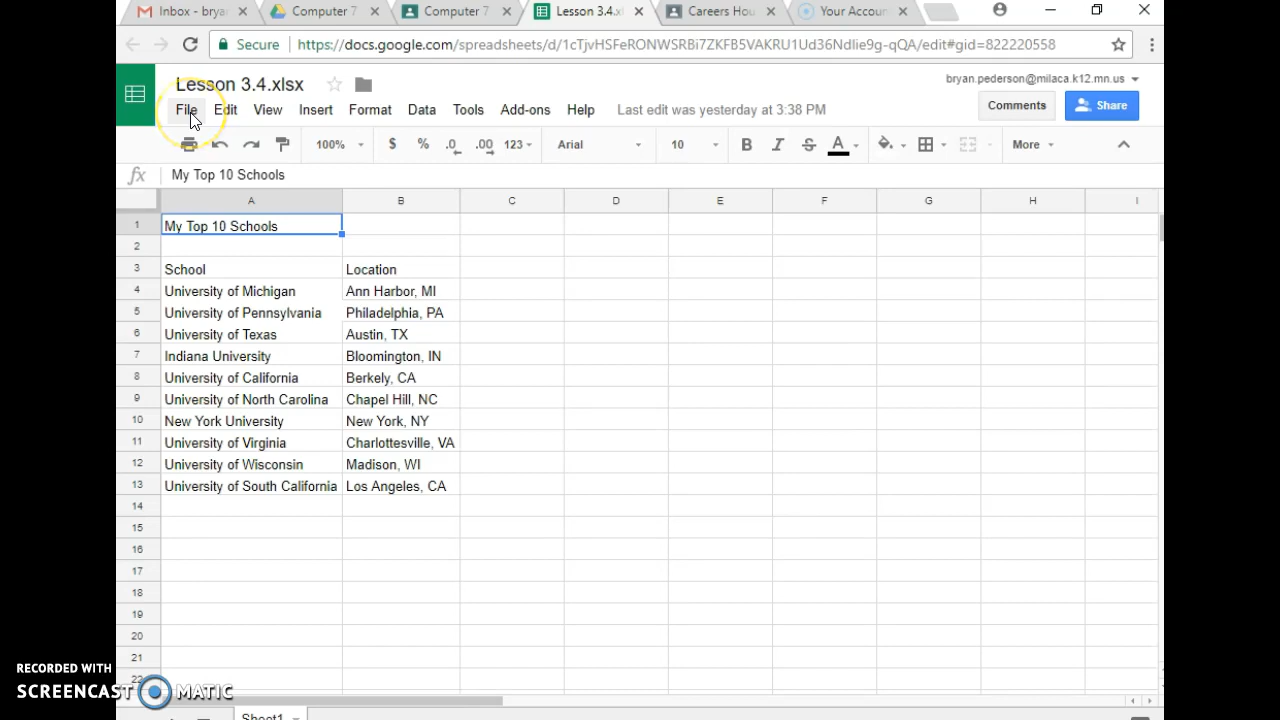 Inbox - brya Computer 7 Computer 7 Lesson 3.4.xl Careers Hou Your Accoun
Secure https://docs.google.com/spreadsheets/d/1cTjvHSFeRONWSRBi7ZKFB5VAKRU1Ud36NdIie9g-qQA/edit#gid=822220558
Lesson 3.4.xlsx
bryan.pederson@milaca.k12.mn.us
File Edit View Insert Format Data Tools Add-ons Help Last edit was yesterday at 3:38 PM
Comments Share
100% $ % .0 .00 123 Arial 10 B I S A More
fx My Top 10 Schools
A B C D E F G H I
1 My Top 10 Schools
2
3 School Location
4 University of Michigan Ann Harbor, MI
5 University of Pennsylvania Philadelphia, PA
6 University of Texas Austin, TX
7 Indiana University Bloomington, IN
8 University of California Berkely, CA
9 University of North Carolina Chapel Hill, NC
10 New York University New York, NY
11 University of Virginia Charlottesville, VA
12 University of Wisconsin Madison, WI
13 University of South California Los Angeles, CA
14
15
16
17
18
19
20
21
22
Sheet1
RECORDED WITH
SCREENCAST MATIC